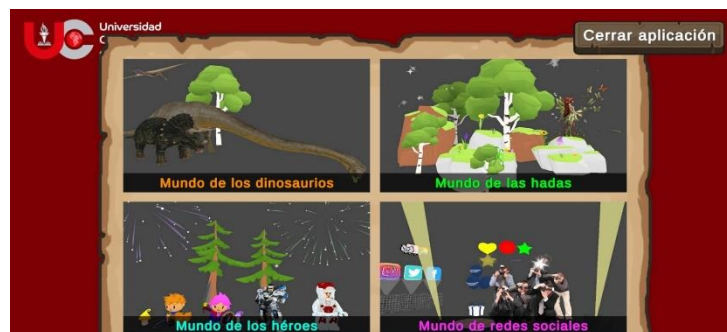 UC
Universidad
Cerrar aplicación
Mundo de los dinosaurios
Mundo de las hadas
Mundo de los héroes
Mundo de redes sociales